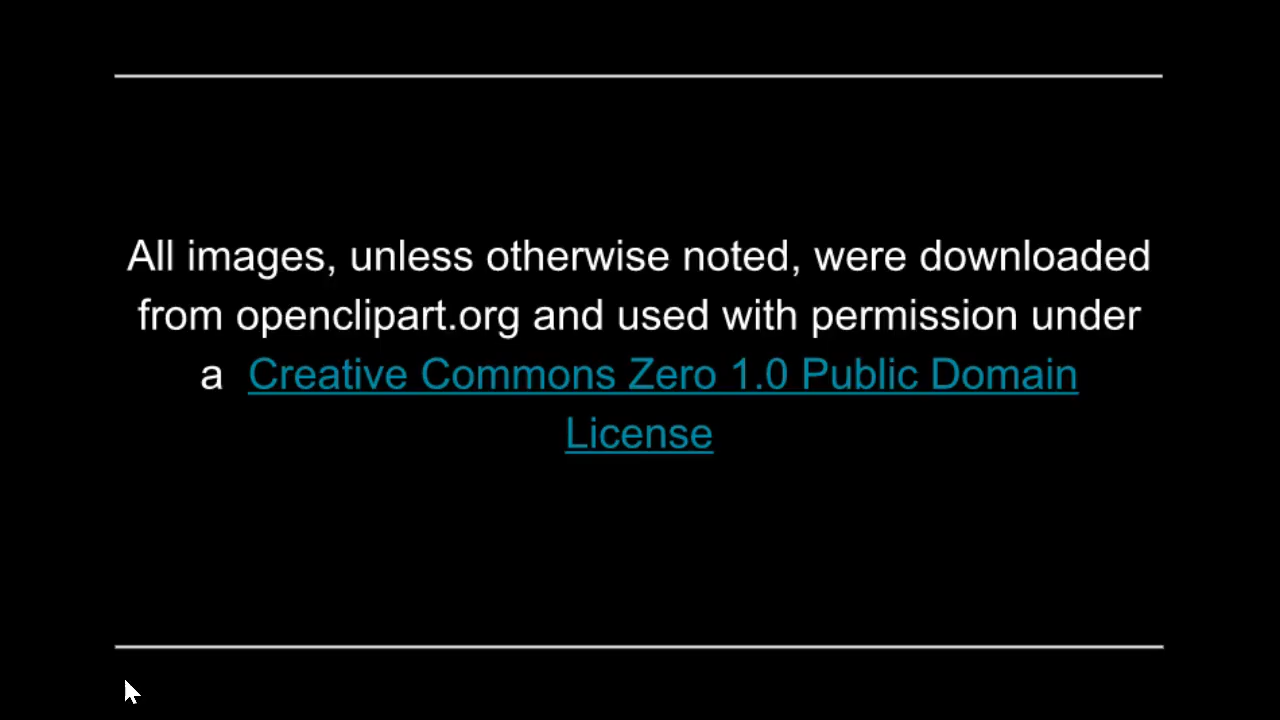 All images, unless otherwise noted, were downloaded
from openclipart.org and used with permission under
a  Creative Commons Zero 1.0 Public Domain
License